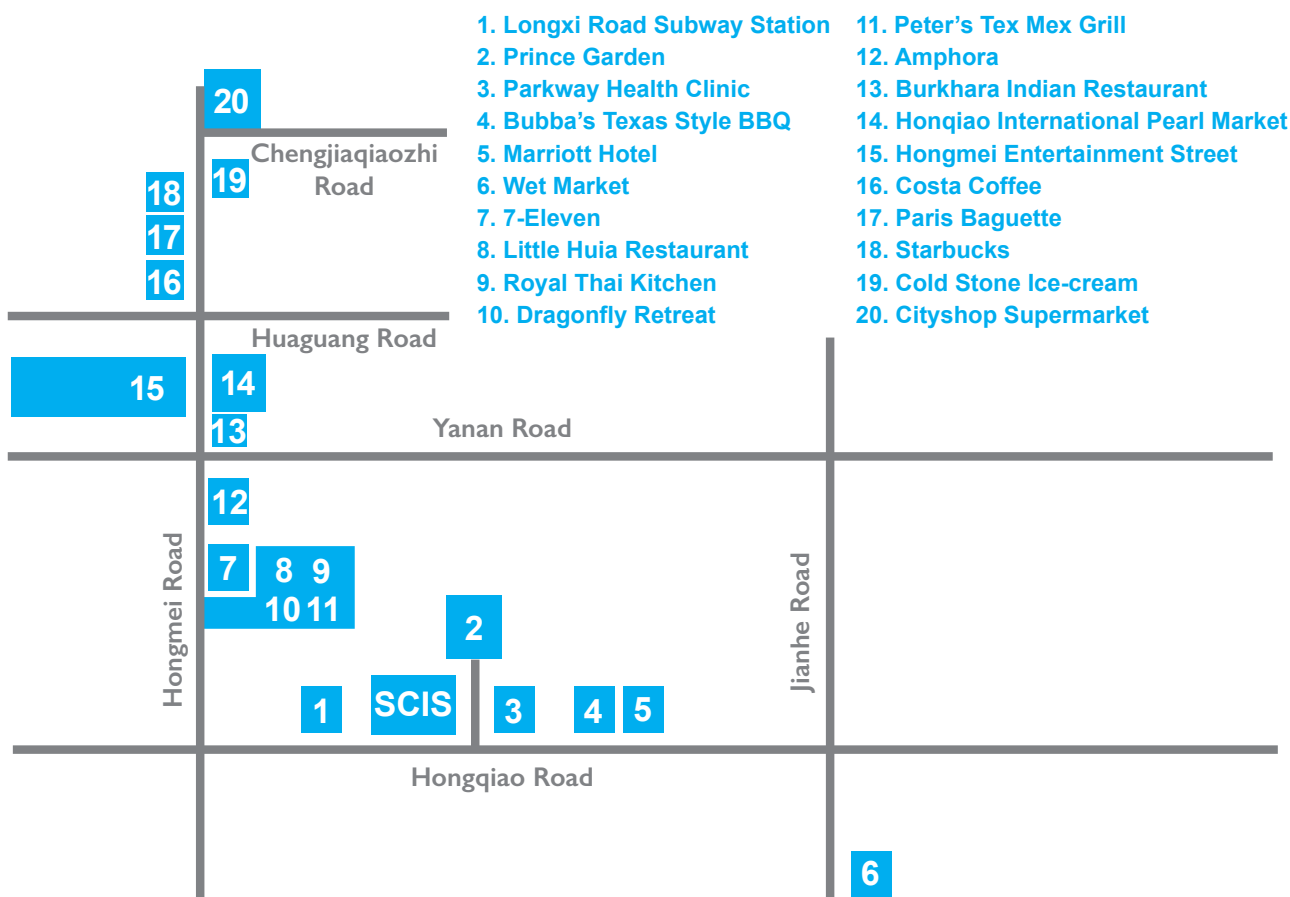 1. Longxi Road Subway Station
2. Prince Garden
3. Parkway Health Clinic
4. Bubba's Texas Style BBQ
5. Marriott Hotel
6. Wet Market
7. 7-Eleven
8. Little Huia Restaurant
9. Royal Thai Kitchen
10. Dragonfly Retreat
11. Peter's Tex Mex Grill
12. Amphora
13. Burkhara Indian Restaurant
14. Honqiao International Pearl Market
15. Hongmei Entertainment Street
16. Costa Coffee
17. Paris Baguette
18. Starbucks
19. Cold Stone Ice-cream
20. Cityshop Supermarket
20
Chengjiaqiaozhi
Road
19
18
17
16
Huaguang Road
15
14
13
Yanan Road
12
Hongmei Road
7
8 9
10 11
2
Jianhe Road
1
SCIS
3
4
5
Hongqiao Road
6